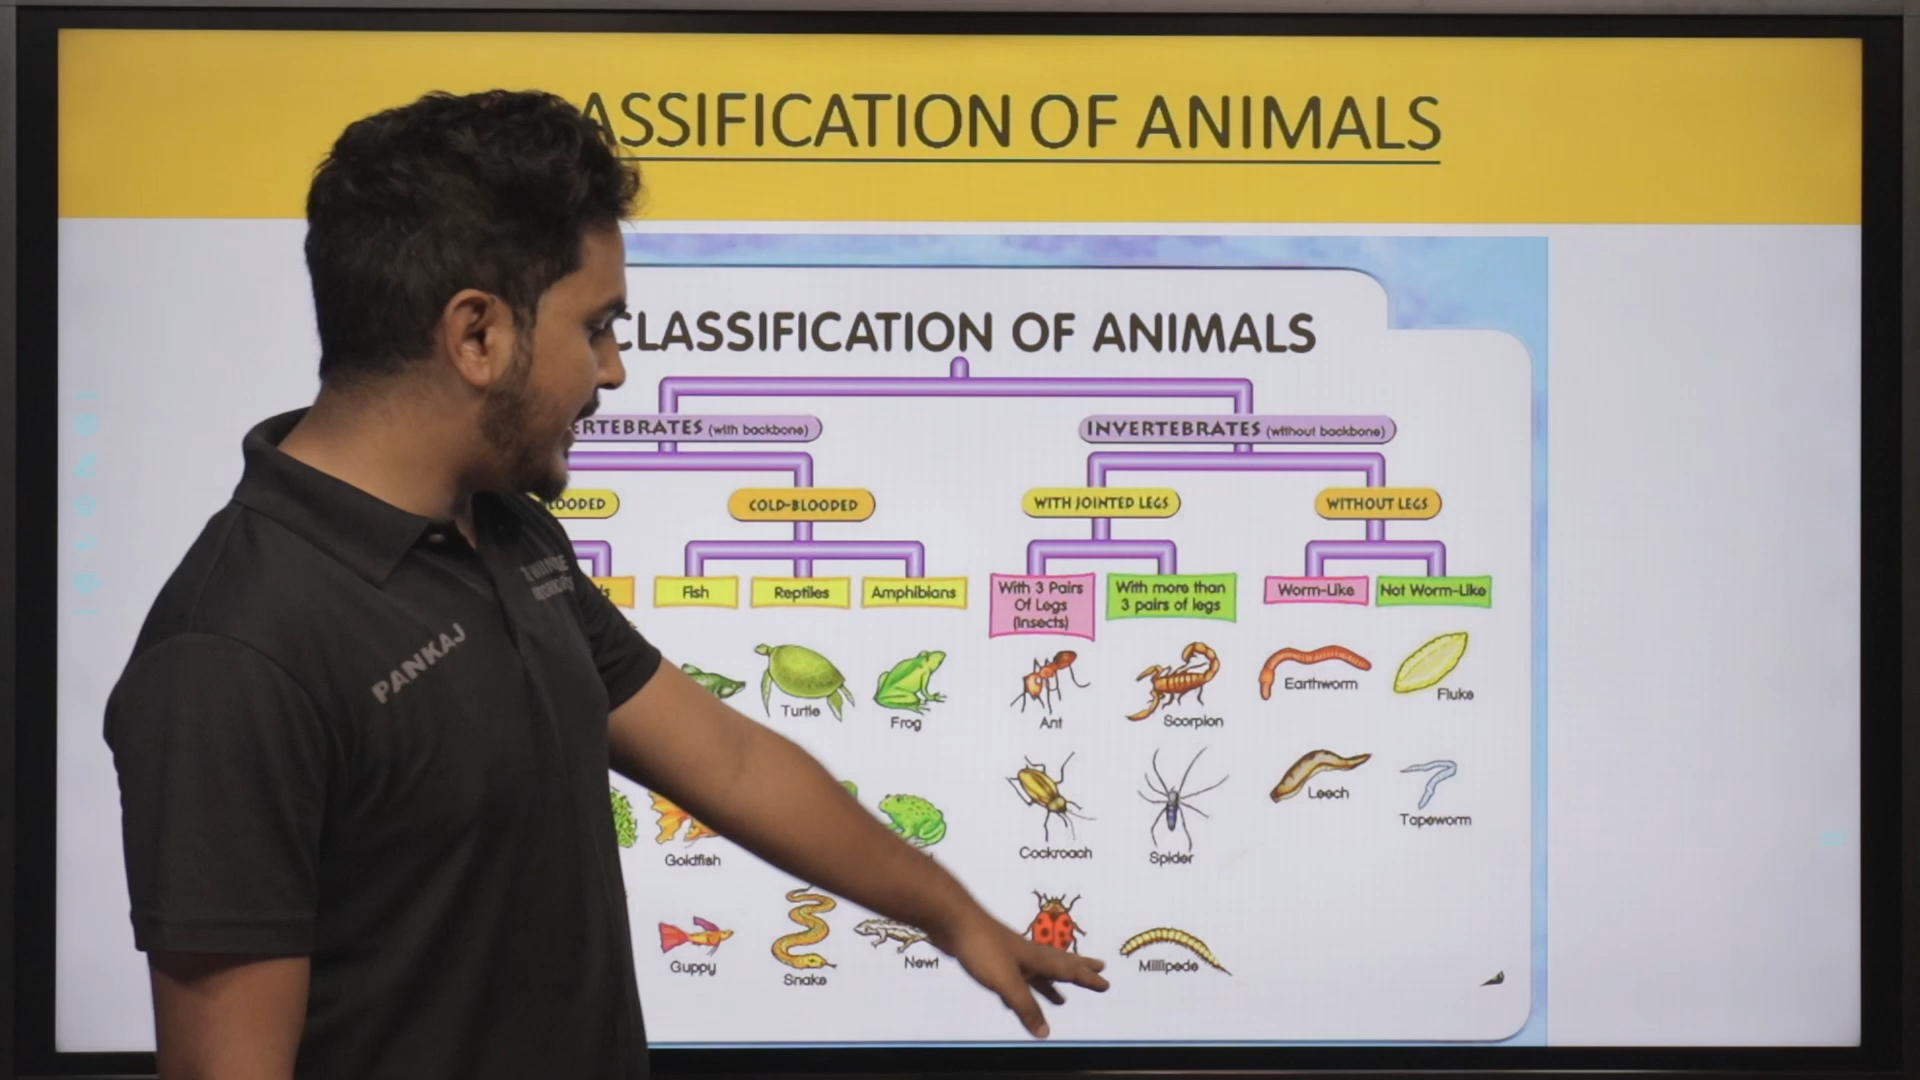 ASSIFICATION OF ANIMALS
CLASSIFICATION OF ANIMALS
ERTEBRATES (with backbone)
INVERTEBRATES (without backbone)
LOODED
COLD-BLOODED
WITH JOINTED LEGS
WITHOUT LEGS
ds
Fish
Reptiles
Amphibians
With 3 Pairs
Of Legs
(Insects)
With more than
3 pairs of legs
Worm-Like
Not Worm-Like
Turtle
Frog
Ant
Scorpion
Earthworm
Fluke
Goldfish
Cockroach
Spider
Leech
Tapeworm
Guppy
Snake
Newt
Millipede
PANKAJ